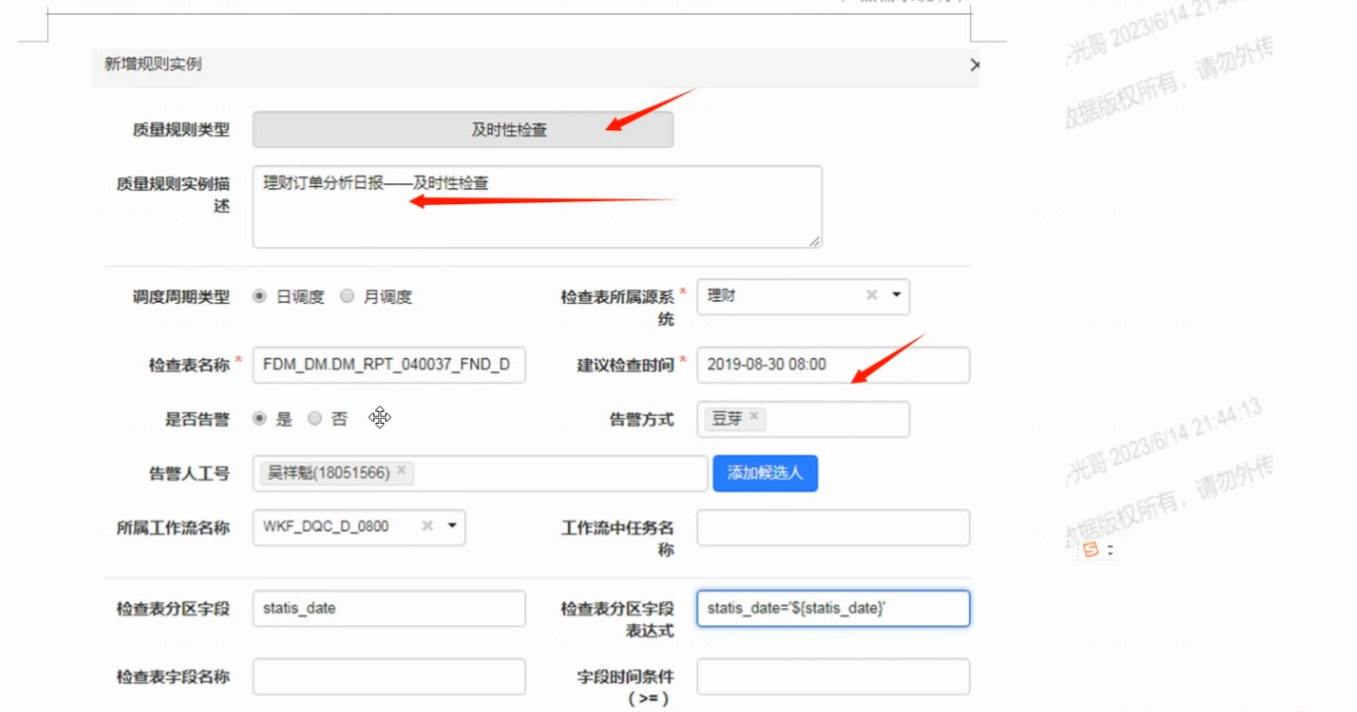 光哥 2023/6/14 21:44
数据版权所有，请勿外传
新增规则实例
质量规则类型 及时性检查
质量规则实例描述 理财订单分析日报——及时性检查
调度周期类型 日调度 月调度 检查表所属源系统 * 理财
检查表名称 * FDM_DM.DM_RPT_040037_FND_D 建议检查时间 * 2019-08-30 08:00
是否告警 是 否 告警方式 豆芽
告警人工号 吴祥魁(18051566) 添加候选人
光哥 2023/6/14 21:44:13
数据版权所有，请勿外传
所属工作流名称 WKF_DQC_D_0800 工作流中任务名称
检查表分区字段 statis_date 检查表分区字段表达式 statis_date='${statis_date}'
检查表字段名称 字段时间条件(>=)